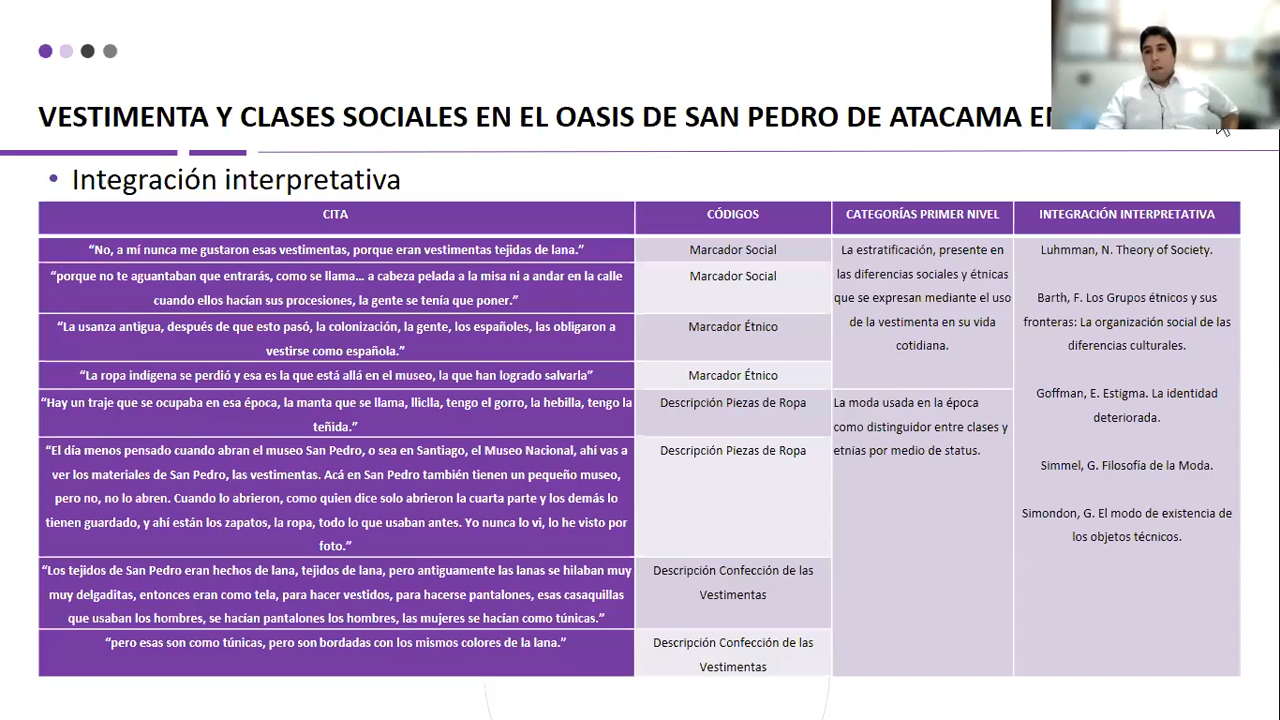 VESTIMENTA Y CLASES SOCIALES EN EL OASIS DE SAN PEDRO DE ATACAMA
• Integración interpretativa
CITA
CÓDIGOS
CATEGORÍAS PRIMER NIVEL
INTEGRACIÓN INTERPRETATIVA
“No, a mí nunca me gustaron esas vestimentas, porque eran vestimentas tejidas de lana.”
Marcador Social
“porque no te aguantaban que entrarás, como se llama… a cabeza pelada a la misa ni a andar en la calle
cuando ellos hacían sus procesiones, la gente se tenía que poner.”
Marcador Social
“La usanza antigua, después de que esto pasó, la colonización, la gente, los españoles, las obligaron a
vestirse como española.”
Marcador Étnico
“La ropa indígena se perdió y esa es la que está allá en el museo, la que han logrado salvarla”
Marcador Étnico
“Hay un traje que se ocupaba en esa época, la manta que se llama, lliclla, tengo el gorro, la hebilla, tengo la
teñida.”
Descripción Piezas de Ropa
“El día menos pensado cuando abran el museo San Pedro, o sea en Santiago, el Museo Nacional, ahí vas a
ver los materiales de San Pedro, las vestimentas. Acá en San Pedro también tienen un pequeño museo,
pero no, no lo abren. Cuando lo abrieron, como quien dice solo abrieron la cuarta parte y los demás lo
tienen guardado, y ahí están los zapatos, la ropa, todo lo que usaban antes. Yo nunca lo vi, lo he visto por
foto.”
Descripción Piezas de Ropa
“Los tejidos de San Pedro eran hechos de lana, tejidos de lana, pero antiguamente las lanas se hilaban muy
muy delgaditas, entonces eran como tela, para hacer vestidos, para hacerse pantalones, esas casaquillas
que usaban los hombres, se hacían pantalones los hombres, las mujeres se hacían como túnicas.”
Descripción Confección de las
Vestimentas
“pero esas son como túnicas, pero son bordadas con los mismos colores de la lana.”
Descripción Confección de las
Vestimentas
La estratificación, presente en
las diferencias sociales y étnicas
que se expresan mediante el uso
de la vestimenta en su vida
cotidiana.
La moda usada en la época
como distinguidor entre clases y
etnias por medio de status.
Luhmman, N. Theory of Society.
Barth, F. Los Grupos étnicos y sus
fronteras: La organización social de las
diferencias culturales.
Goffman, E. Estigma. La identidad
deteriorada.
Simmel, G. Filosofía de la Moda.
Simondon, G. El modo de existencia de
los objetos técnicos.